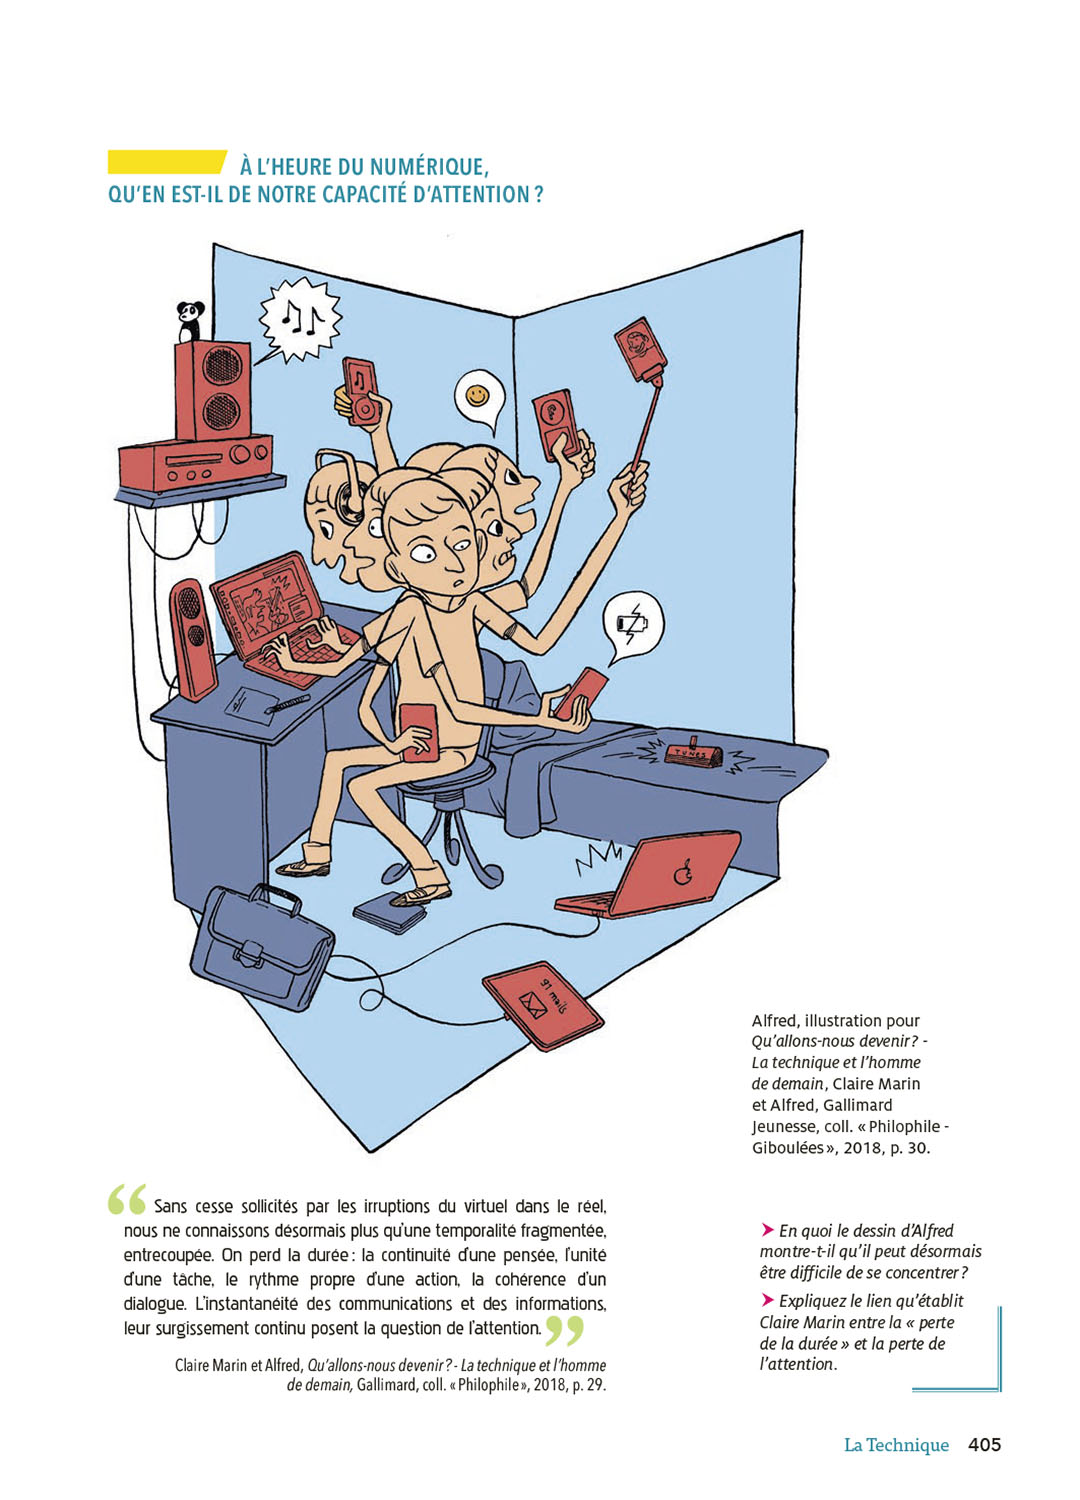 À L’HEURE DU NUMÉRIQUE,
QU’EN EST-IL DE NOTRE CAPACITÉ D’ATTENTION ?
TUNES
91 mails
Alfred, illustration pour
Qu’allons-nous devenir ? -
La technique et l’homme
de demain, Claire Marin
et Alfred, Gallimard
Jeunesse, coll. « Philophile -
Giboulées », 2018, p. 30.
“ Sans cesse sollicités par les irruptions du virtuel dans le réel,
nous ne connaissons désormais plus qu’une temporalité fragmentée,
entrecoupée. On perd la durée : la continuité d’une pensée, l’unité
d’une tâche, le rythme propre d’une action, la cohérence d’un
dialogue. L’instantanéité des communications et des informations,
leur surgissement continu posent la question de l’attention. ”
Claire Marin et Alfred, Qu’allons-nous devenir ? - La technique et l’homme
de demain, Gallimard, coll. « Philophile », 2018, p. 29.
➤ En quoi le dessin d’Alfred
montre-t-il qu’il peut désormais
être difficile de se concentrer ?
➤ Expliquez le lien qu’établit
Claire Marin entre la « perte
de la durée » et la perte de
l’attention.
La Technique 405